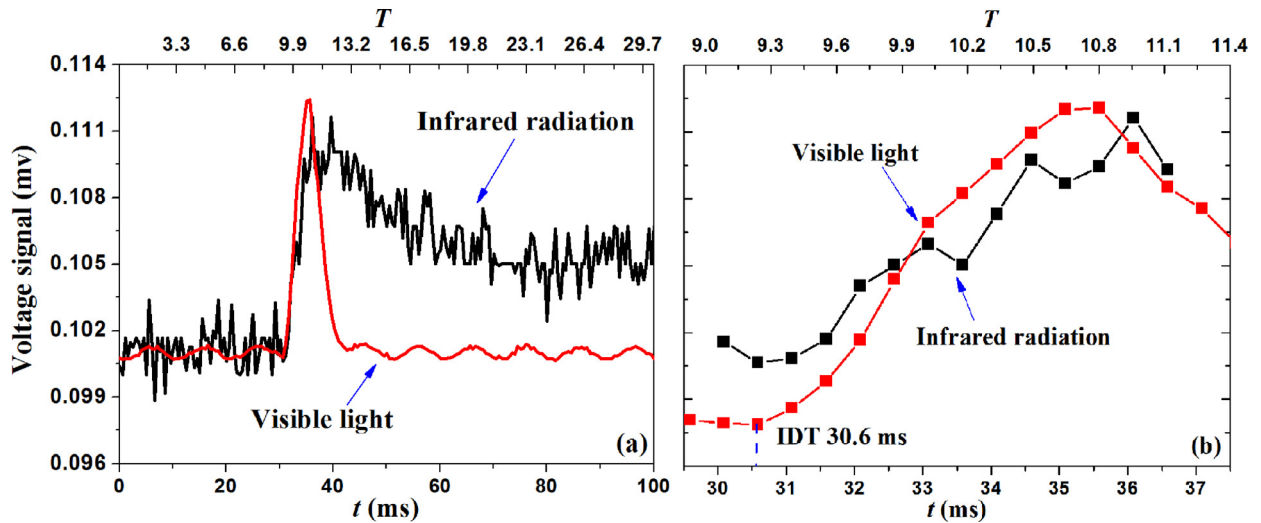 T
3.3 6.6 9.9 13.2 16.5 19.8 23.1 26.4 29.7
0.114
0.111
0.108
0.105
0.102
0.099
0.096
Voltage signal (mv)
Infrared radiation
Visible light
(a)
0 20 40 60 80 100
t (ms)
T
9.0 9.3 9.6 9.9 10.2 10.5 10.8 11.1 11.4
Visible light
Infrared radiation
IDT 30.6 ms
(b)
30 31 32 33 34 35 36 37
t (ms)